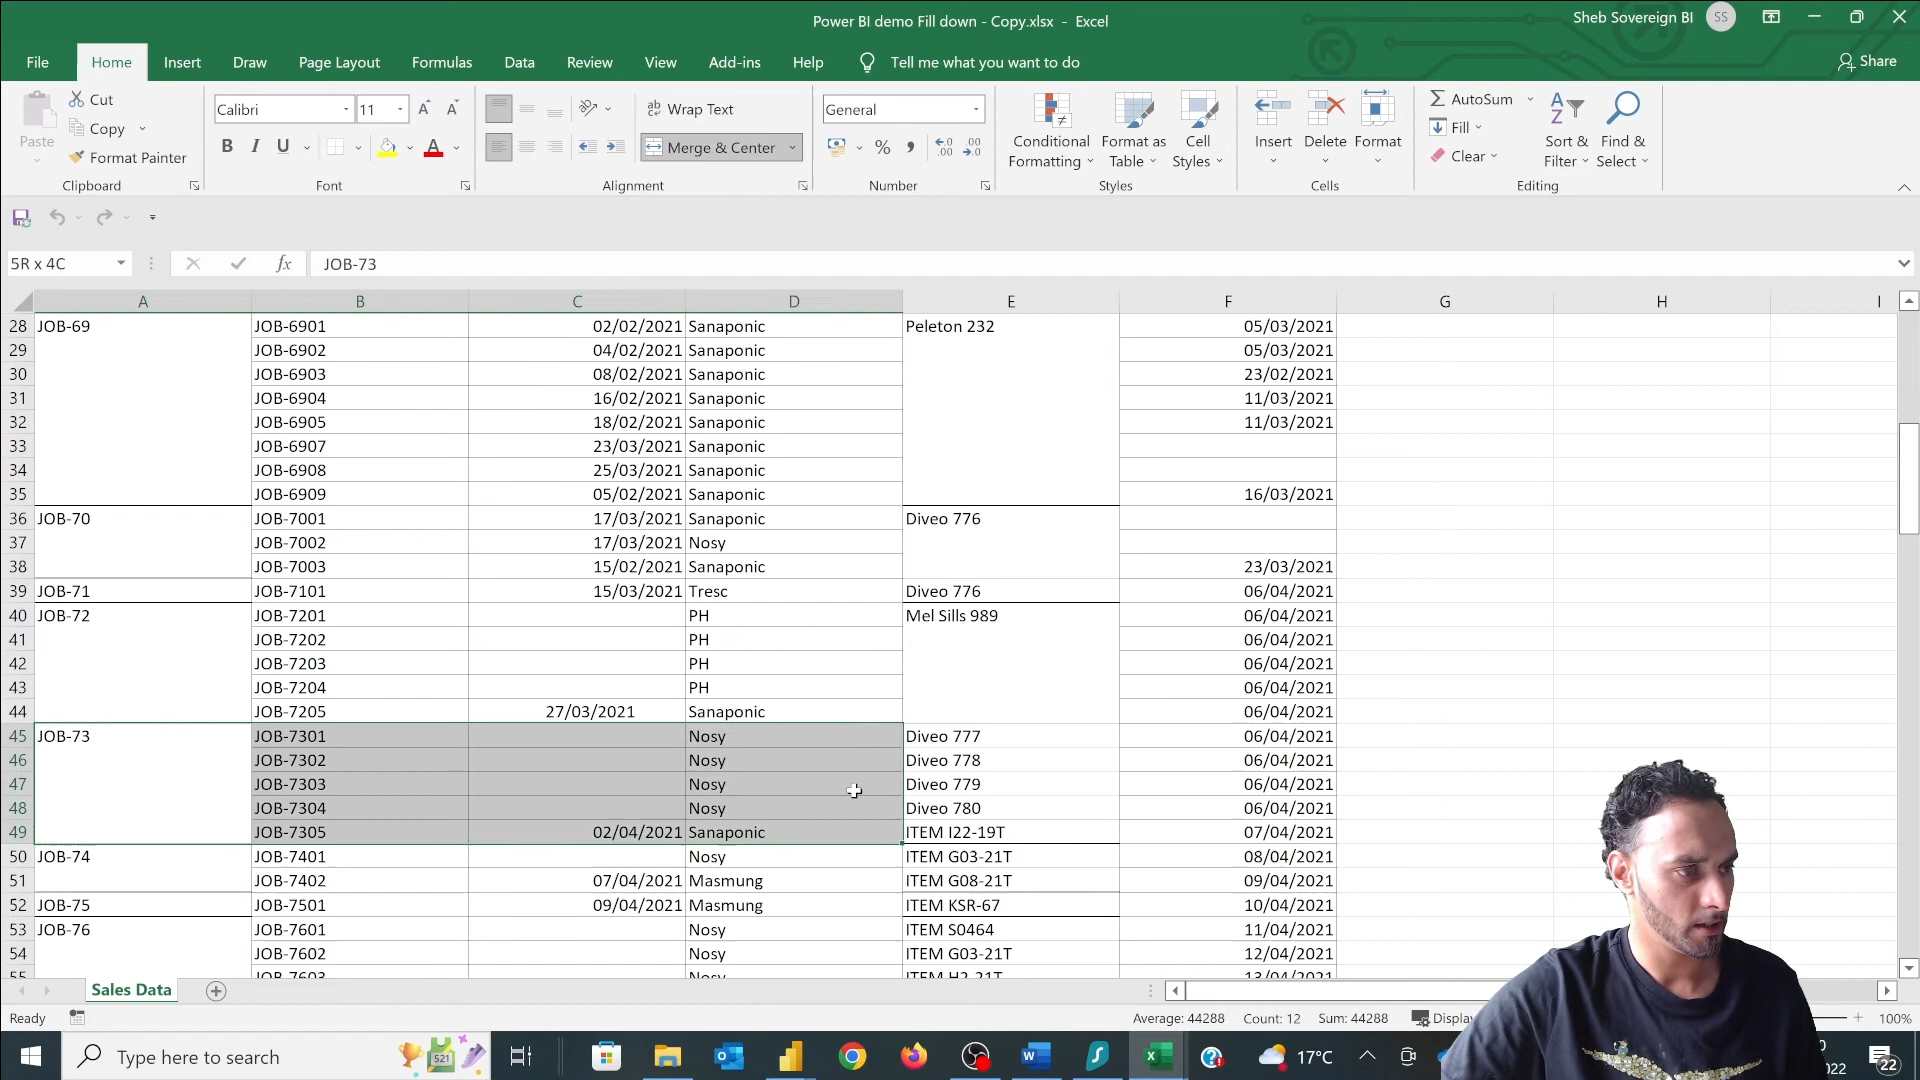 Power BI demo Fill down - Copy.xlsx - Excel
Sheb Sovereign BI SS
File Home Insert Draw Page Layout Formulas Data Review View Add-ins Help Tell me what you want to do Share
Paste
Cut
Copy
Format Painter
Clipboard
Calibri 11
B I U
Font
Wrap Text
Merge & Center
Alignment
General
Number
Conditional Formatting
Format as Table
Cell Styles
Styles
Insert
Delete
Format
Cells
AutoSum
Fill
Clear
Sort & Filter
Find & Select
Editing
5R x 4C fx JOB-73
A B C D E F G H I
28 JOB-69 JOB-6901 02/02/2021 Sanaponic Peleton 232 05/03/2021
29 JOB-6902 04/02/2021 Sanaponic 05/03/2021
30 JOB-6903 08/02/2021 Sanaponic 23/02/2021
31 JOB-6904 16/02/2021 Sanaponic 11/03/2021
32 JOB-6905 18/02/2021 Sanaponic 11/03/2021
33 JOB-6907 23/03/2021 Sanaponic
34 JOB-6908 25/03/2021 Sanaponic
35 JOB-6909 05/02/2021 Sanaponic 16/03/2021
36 JOB-70 JOB-7001 17/03/2021 Sanaponic Diveo 776
37 JOB-7002 17/03/2021 Nosy
38 JOB-7003 15/02/2021 Sanaponic 23/03/2021
39 JOB-71 JOB-7101 15/03/2021 Tresc Diveo 776 06/04/2021
40 JOB-72 JOB-7201 PH Mel Sills 989 06/04/2021
41 JOB-7202 PH 06/04/2021
42 JOB-7203 PH 06/04/2021
43 JOB-7204 PH 06/04/2021
44 JOB-7205 27/03/2021 Sanaponic 06/04/2021
45 JOB-73 JOB-7301 Nosy Diveo 777 06/04/2021
46 JOB-7302 Nosy Diveo 778 06/04/2021
47 JOB-7303 Nosy Diveo 779 06/04/2021
48 JOB-7304 Nosy Diveo 780 06/04/2021
49 JOB-7305 02/04/2021 Sanaponic ITEM I22-19T 07/04/2021
50 JOB-74 JOB-7401 Nosy ITEM G03-21T 08/04/2021
51 JOB-7402 07/04/2021 Masmung ITEM G08-21T 09/04/2021
52 JOB-75 JOB-7501 09/04/2021 Masmung ITEM KSR-67 10/04/2021
53 JOB-76 JOB-7601 Nosy ITEM S0464 11/04/2021
54 JOB-7602 Nosy ITEM G03-21T 12/04/2021
55 JOB-7603 Nosy ITEM H2-21T 13/04/2021
Sales Data
Ready Average: 44288 Count: 12 Sum: 44288 Display 100%
Type here to search 521 17°C 22